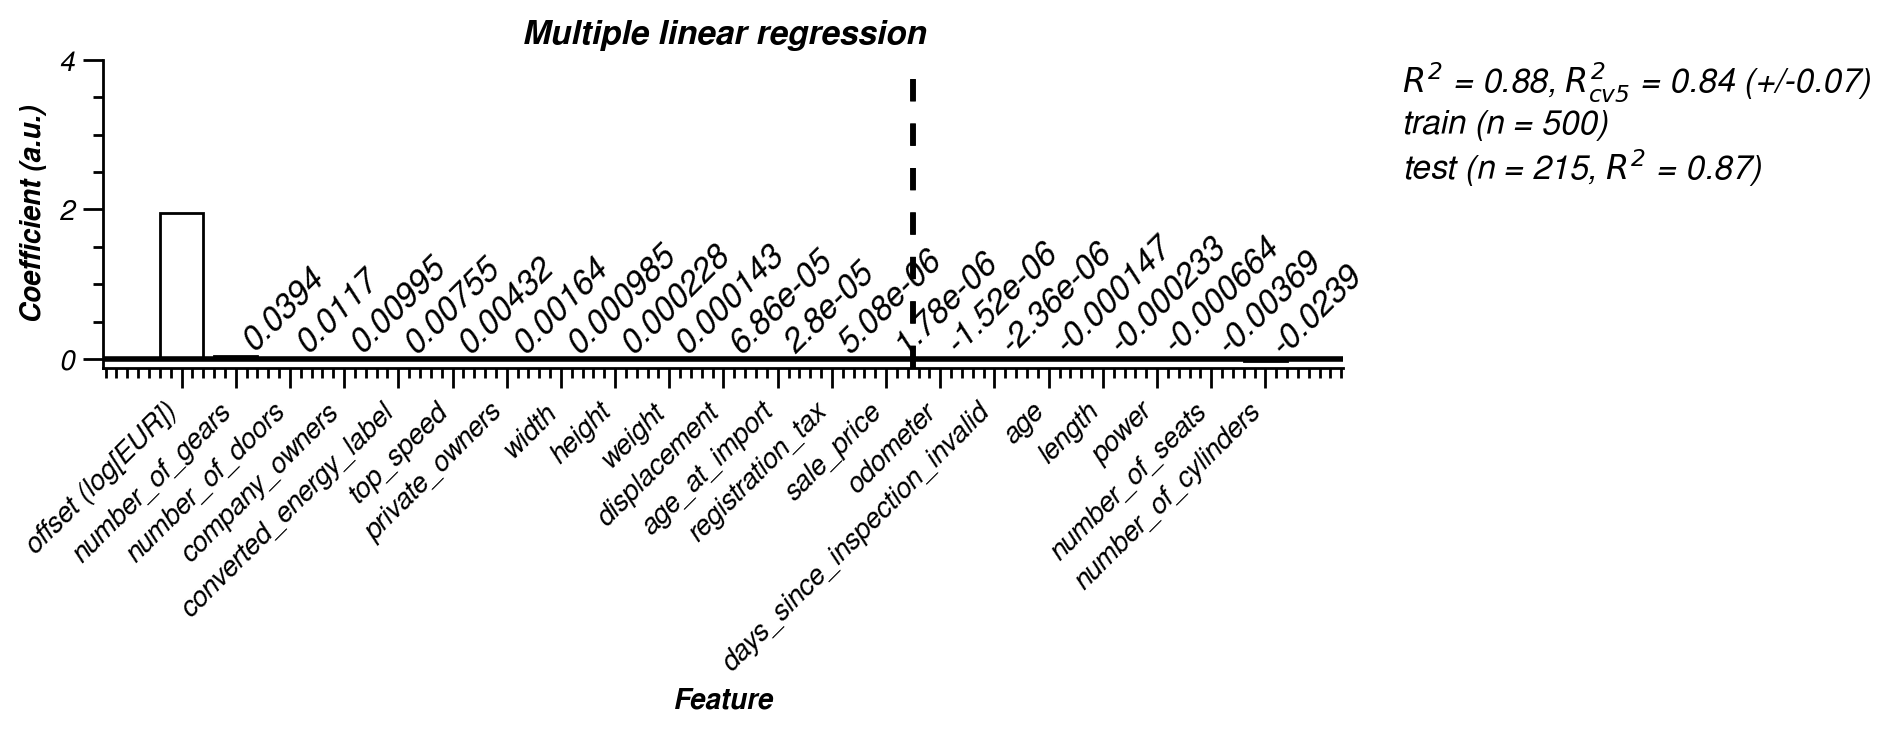 Multiple linear regression
R² = 0.88, R²cv5 = 0.84 (+/-0.07)
train (n = 500)
test (n = 215, R² = 0.87)
Coefficient (a.u.)
4
2
0
0.0394
0.0117
0.00995
0.00755
0.00432
0.00164
0.000985
0.000228
0.000143
6.86e-05
2.8e-05
5.08e-06
1.78e-06
-1.52e-06
-2.36e-06
-0.000147
-0.000233
-0.000664
-0.00369
-0.0239
offset (log[EUR])
number_of_gears
number_of_doors
company_owners
converted_energy_label
top_speed
private_owners
width
height
weight
displacement
age_at_import
registration_tax
sale_price
odometer
days_since_inspection_invalid
age
length
power
number_of_seats
number_of_cylinders
Feature